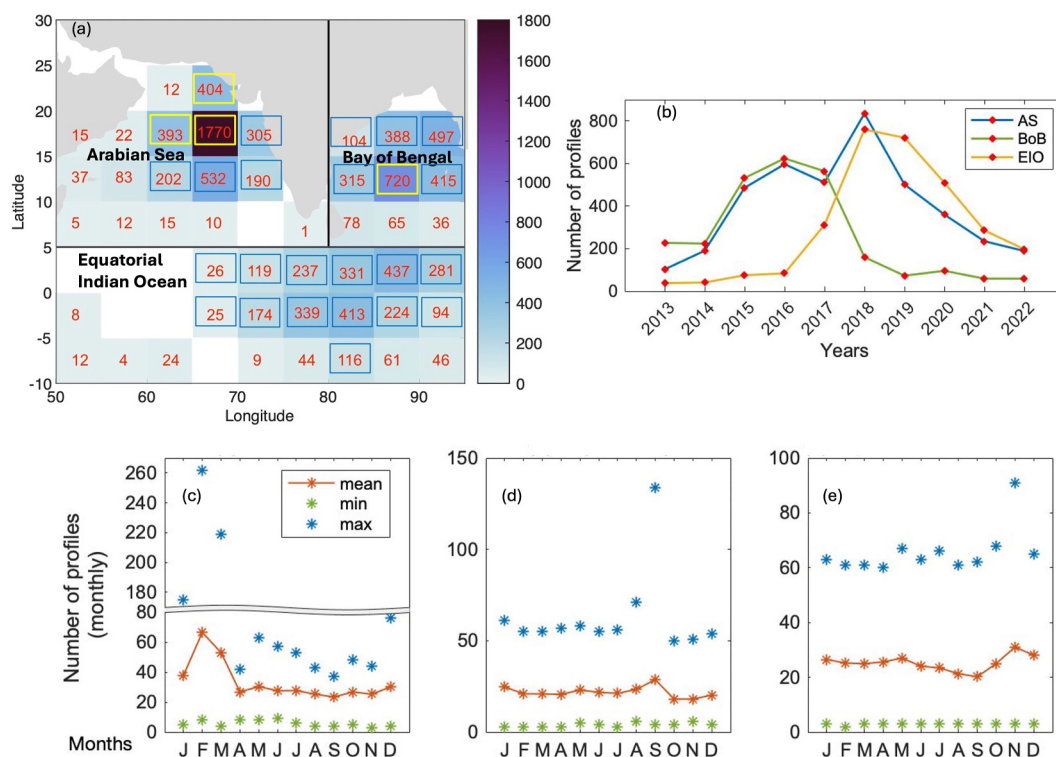 (a)
30
25
20
15
10
5
0
-5
-10
Latitude
12 404
15 22 393 1770 305 104 388 497
Arabian Sea Bay of Bengal
37 83 202 532 190 315 720 415
5 12 15 10 1 78 65 36
Equatorial
Indian Ocean
26 119 237 331 437 281
8 25 174 339 413 224 94
12 4 24 9 44 116 61 46
50 60 70 80 90
Longitude
1800
1600
1400
1200
1000
800
600
400
200
0
(b)
Number of profiles
800
600
400
200
0
AS
BoB
EIO
2013 2014 2015 2016 2017 2018 2019 2020 2021 2022
Years
(c)
Number of profiles
(monthly)
260
240
220
200
180
80
60
40
20
0
mean
min
max
Months
J F M A M J J A S O N D
(d)
150
100
50
0
J F M A M J J A S O N D
(e)
100
80
60
40
20
0
J F M A M J J A S O N D